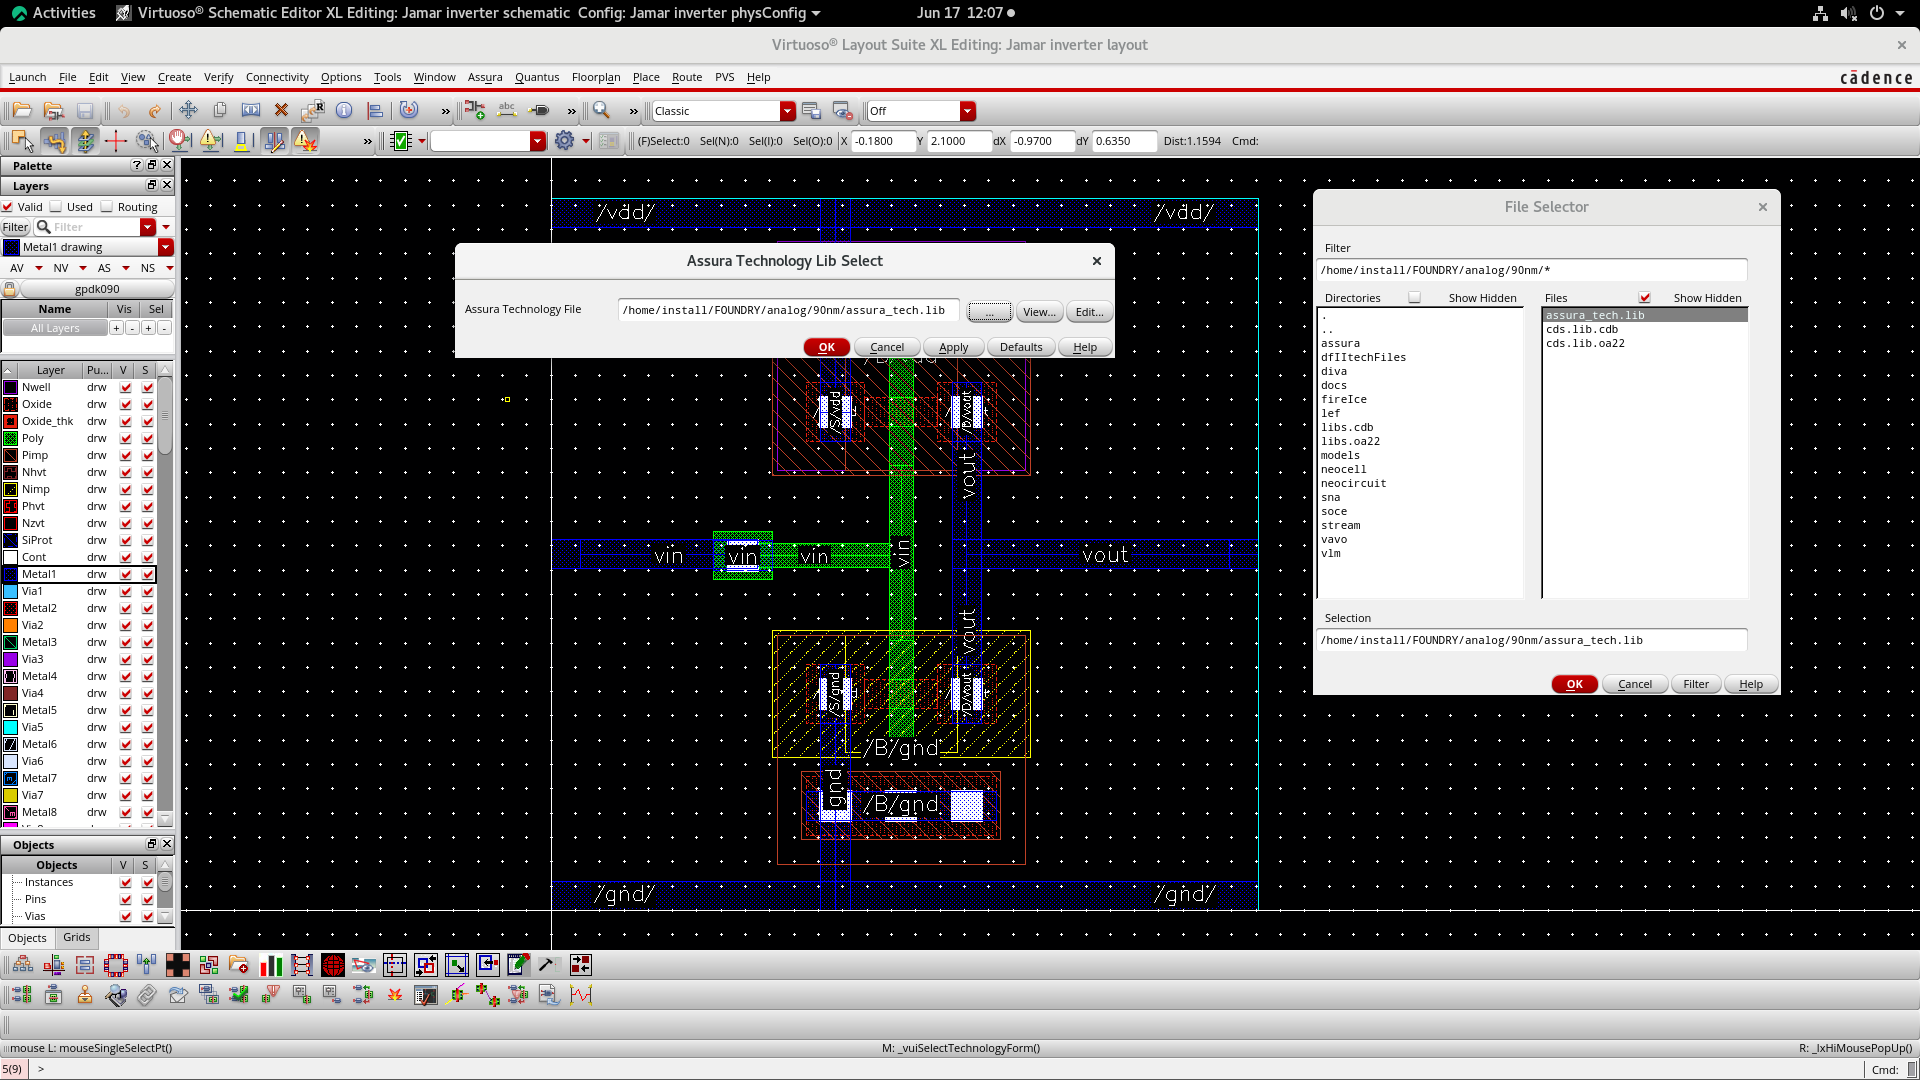 Activities
Virtuoso® Schematic Editor XL Editing: Jamar inverter schematic  Config: Jamar inverter physConfig
Jun 17  12:07
Virtuoso® Layout Suite XL Editing: Jamar inverter layout
Launch File Edit View Create Verify Connectivity Options Tools Window Assura Quantus Floorplan Place Route PVS Help
cādence
abc
»
Classic
Off
(F)Select:0 Sel(N):0 Sel(I):0 Sel(O):0 X -0.1800 Y 2.1000 dX -0.9700 dY 0.6350 Dist:1.1594 Cmd:
Palette
Layers
Valid Used Routing
Filter Filter
Metal1 drawing
AV NV AS NS
gpdk090
Name Vis Sel
All Layers + - + -
Layer Pu... V S
Nwell drw
Oxide drw
Oxide_thk drw
Poly drw
Pimp drw
Nhvt drw
Nimp drw
Phvt drw
Nzvt drw
SiProt drw
Cont drw
Metal1 drw
Via1 drw
Metal2 drw
Via2 drw
Metal3 drw
Via3 drw
Metal4 drw
Via4 drw
Metal5 drw
Via5 drw
Metal6 drw
Via6 drw
Metal7 drw
Via7 drw
Metal8 drw
Objects
Objects V S
Instances
Pins
Vias
Objects Grids
/vdd/ /vdd/
Assura Technology Lib Select
Assura Technology File /home/install/FOUNDRY/analog/90nm/assura_tech.lib ... View... Edit...
OK Cancel Apply Defaults Help
/S/vdd
/D/vout
vout
vin vin vin
vin
vout
vout
/S/gnd
/D/vout
/B/gnd
gnd
/B/gnd
/gnd/ /gnd/
File Selector
Filter
/home/install/FOUNDRY/analog/90nm/*
Directories Show Hidden
.
..
assura
dfIItechFiles
diva
docs
fireIce
lef
libs.cdb
libs.oa22
models
neocell
neocircuit
sna
soce
stream
vavo
vlm
Files Show Hidden
assura_tech.lib
cds.lib.cdb
cds.lib.oa22
Selection
/home/install/FOUNDRY/analog/90nm/assura_tech.lib
OK Cancel Filter Help
mouse L: mouseSingleSelectPt()
M: _vuiSelectTechnologyForm()
R: _lxHiMousePopUp()
5(9) >
Cmd: